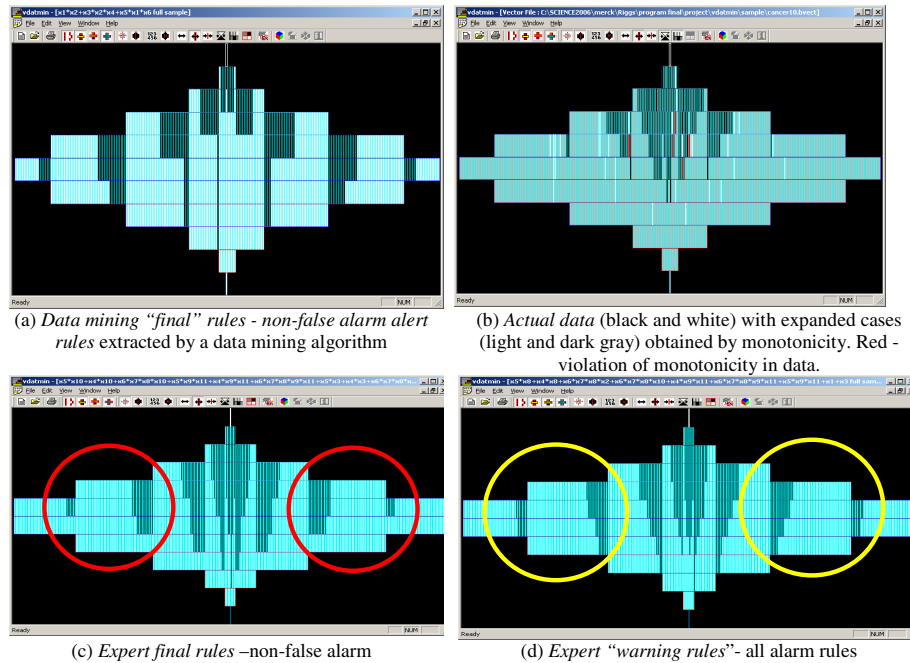 vdatmin - [x1*x2+x3*x2*x4+x5*x1*x6 full sample]
File Edit View Window Help
Ready
NUM
vdatmin - [Vector File : C:\SCIENCE2006\merck\Riggs\program final\project\vdatmin\sample\cancer10.bvect]
File Edit View Window Help
Ready
NUM
(a) Data mining “final” rules - non-false alarm alert
rules extracted by a data mining algorithm
(b) Actual data (black and white) with expanded cases
(light and dark gray) obtained by monotonicity. Red -
violation of monotonicity in data.
File Edit View Window Help
Ready
NUM
File Edit View Window Help
Ready
NUM
(c) Expert final rules –non-false alarm
(d) Expert “warning rules”- all alarm rules